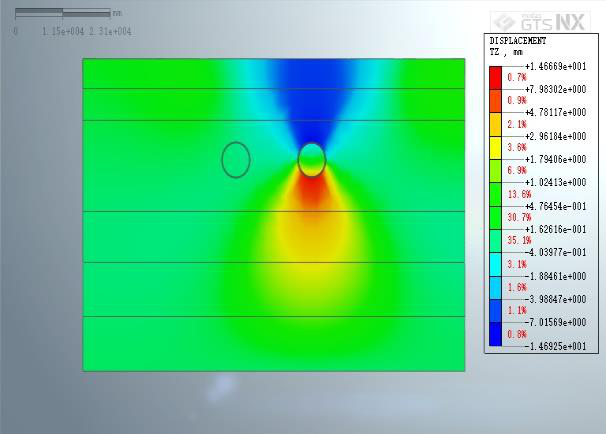 mm
0 1.15e+004 2.31e+004
midas
GTS NX
DISPLACEMENT
TZ , mm
+1.46669e+001
0.7%
+7.98302e+000
0.9%
+4.78117e+000
2.1%
+2.96184e+000
3.6%
+1.79406e+000
6.9%
+1.02413e+000
13.6%
+4.76454e-001
30.7%
+1.62616e-001
35.1%
-4.03977e-001
3.1%
-1.88461e+000
1.6%
-3.98847e+000
1.1%
-7.01569e+000
0.8%
-1.46925e+001